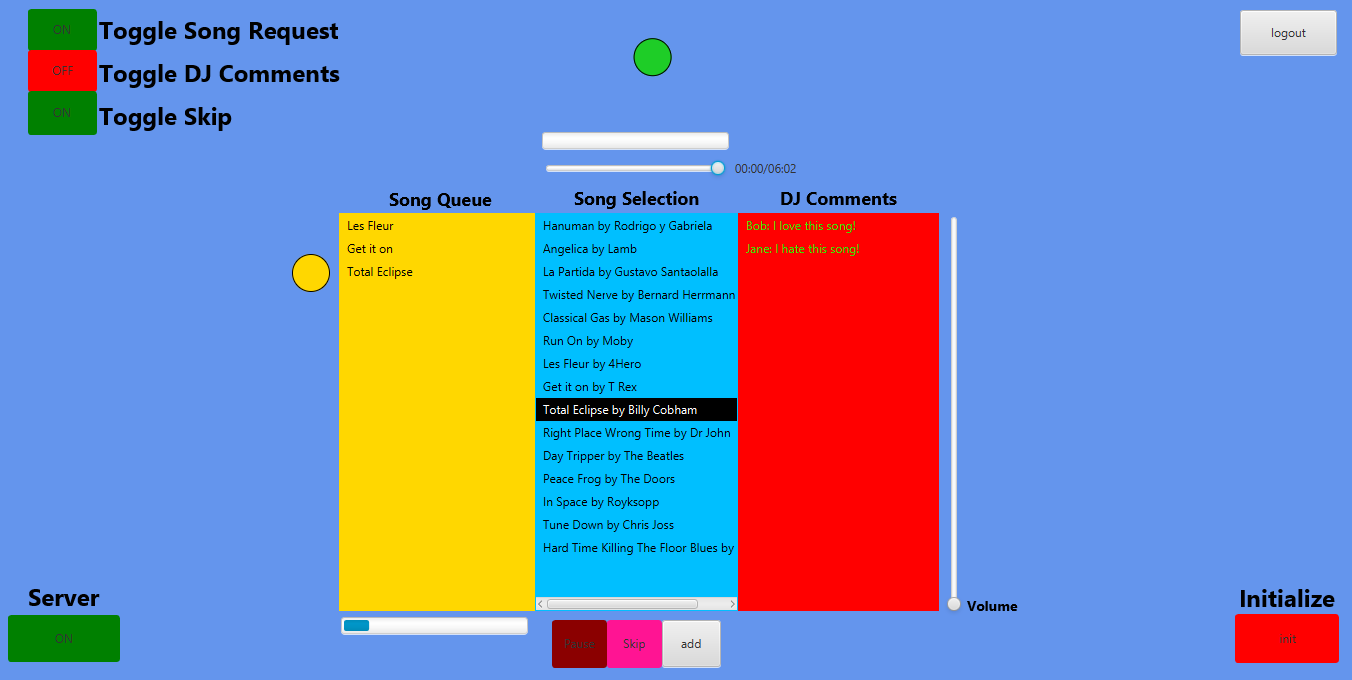 ON
Toggle Song Request
OFF
Toggle DJ Comments
ON
Toggle Skip
logout
00:00/06:02
Song Queue
Les Fleur
Get it on
Total Eclipse
Song Selection
Hanuman by Rodrigo y Gabriela
Angelica by Lamb
La Partida by Gustavo Santaolalla
Twisted Nerve by Bernard Herrmann
Classical Gas by Mason Williams
Run On by Moby
Les Fleur by 4Hero
Get it on by T Rex
Total Eclipse by Billy Cobham
Right Place Wrong Time by Dr John
Day Tripper by The Beatles
Peace Frog by The Doors
In Space by Royksopp
Tune Down by Chris Joss
Hard Time Killing The Floor Blues by
DJ Comments
Bob: I love this song!
Jane: I hate this song!
Volume
Server
ON
Pause
Skip
add
Initialize
init